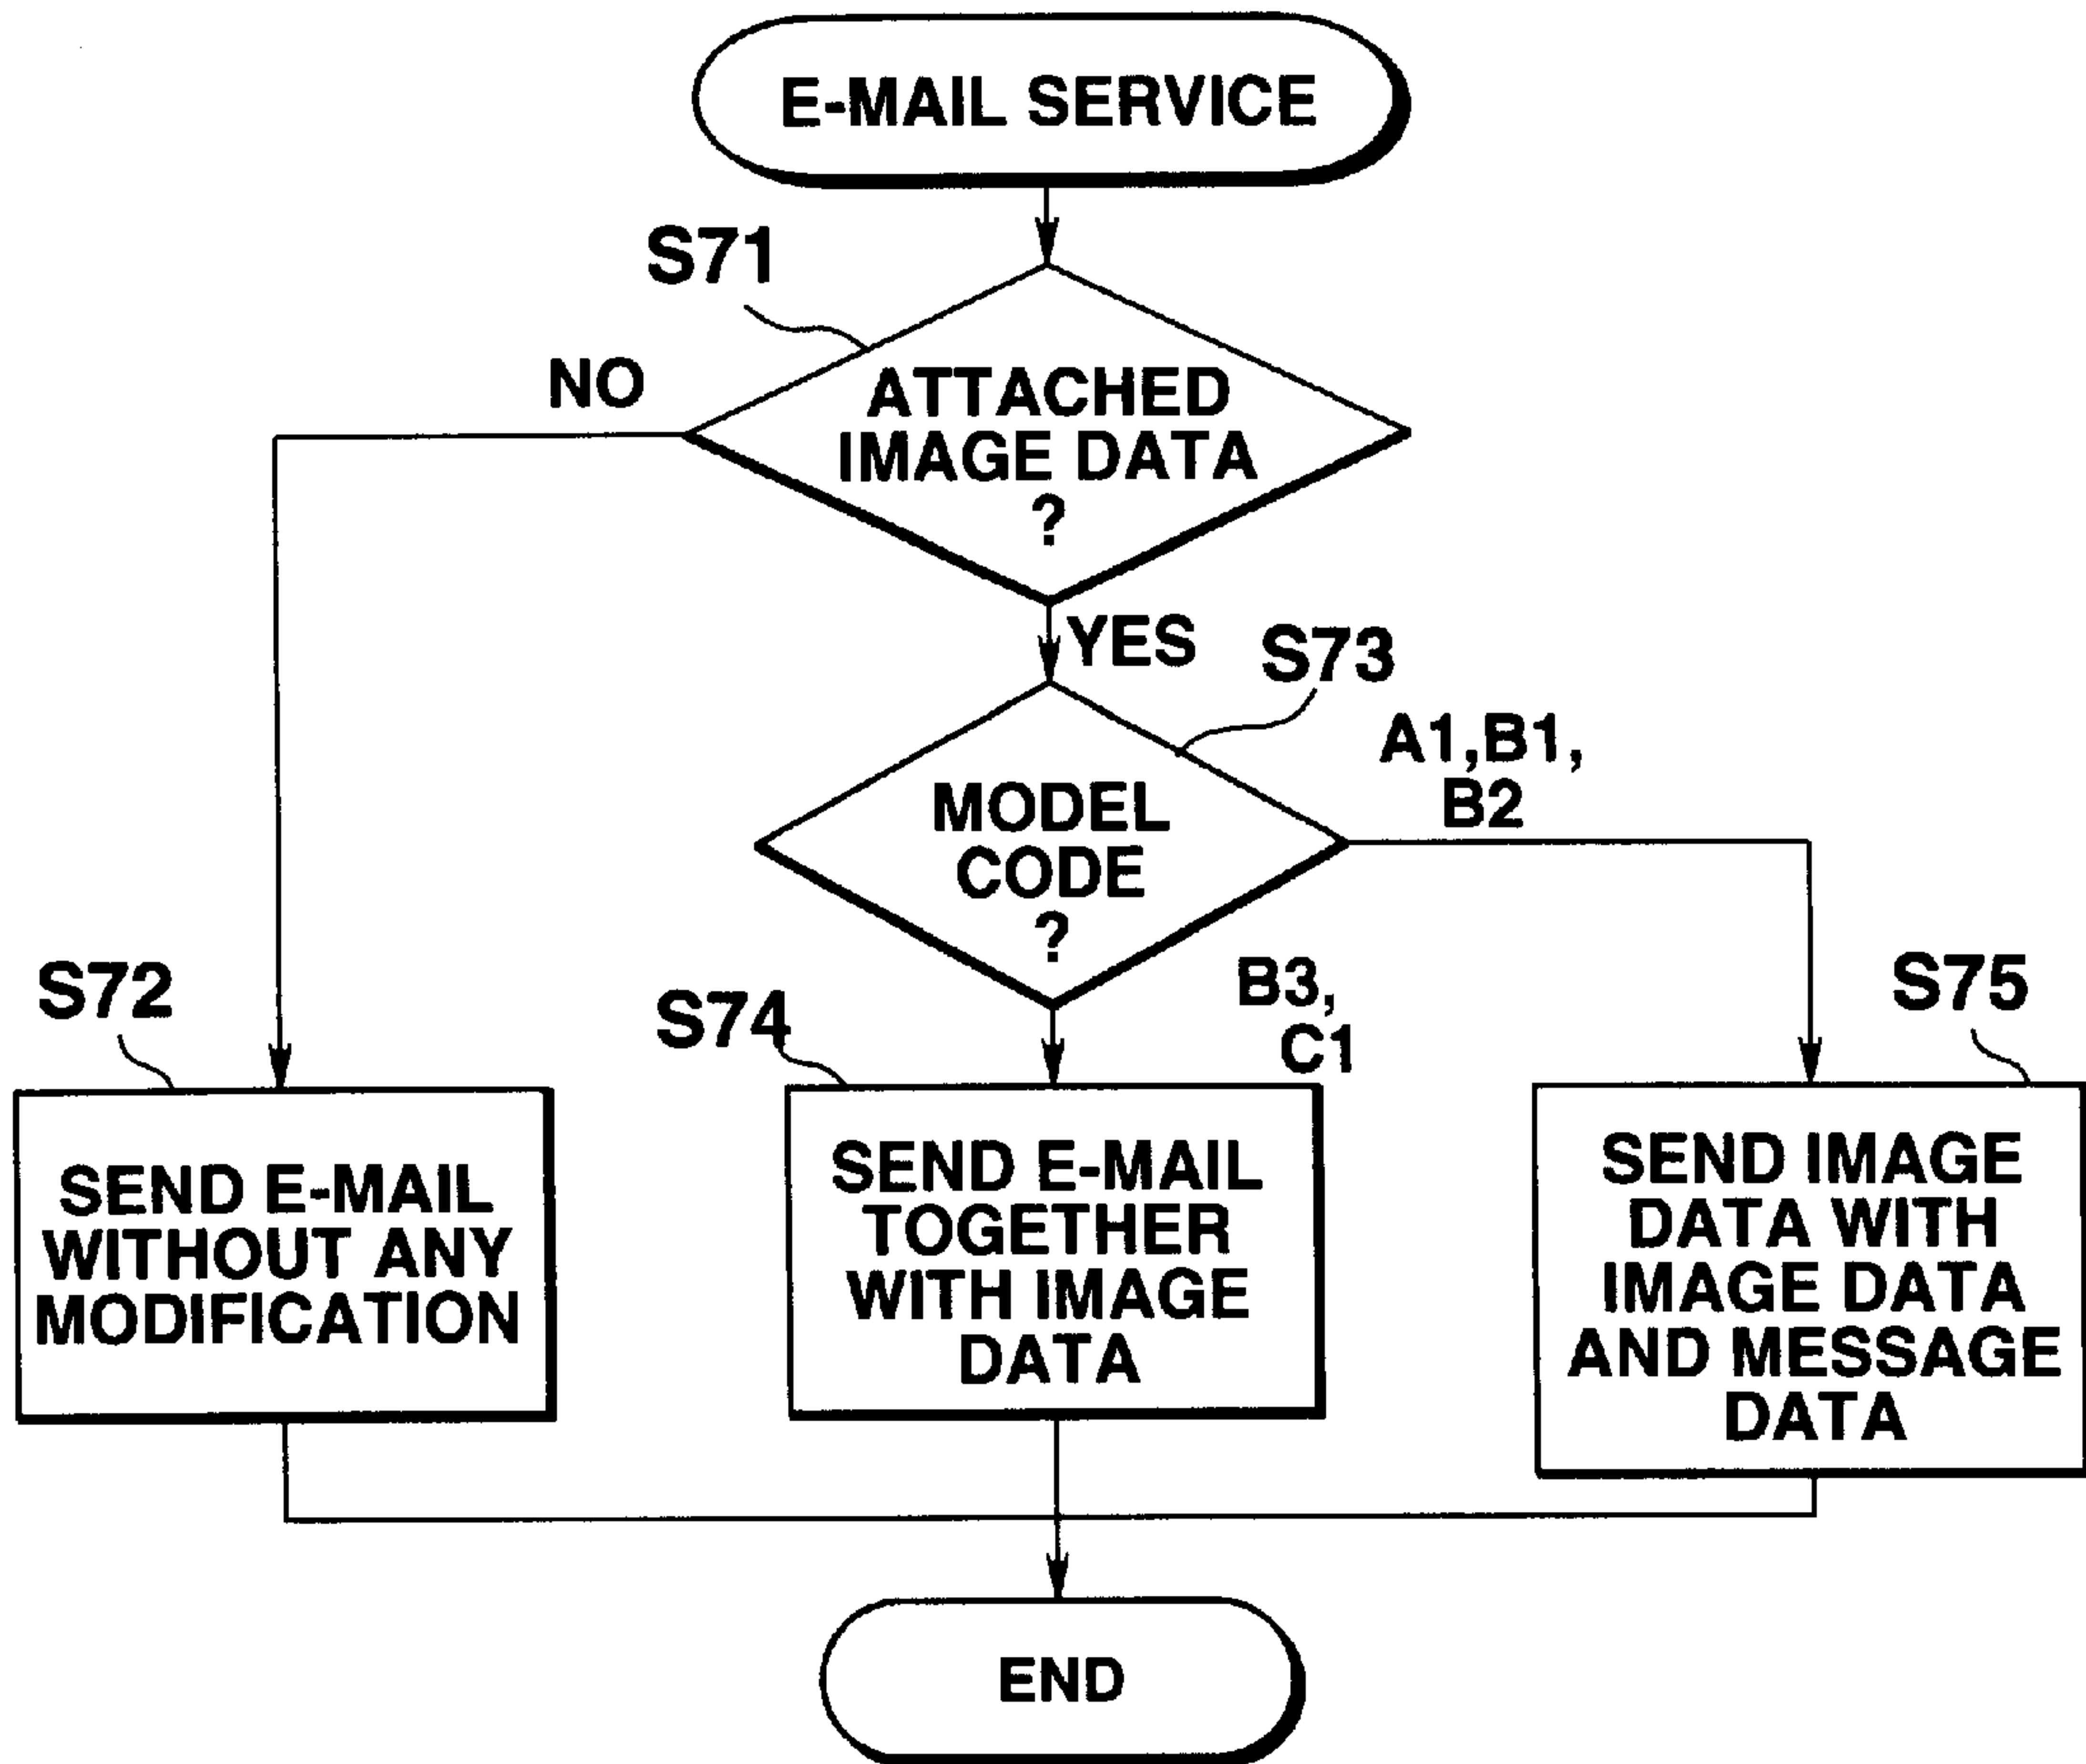 E-MAIL SERVICE
S71
NO
ATTACHED
IMAGE DATA
?
YES
S73
A1,B1,
B2
MODEL
CODE
?
B3,
C1
S72
S74
S75
SEND E-MAIL
WITHOUT ANY
MODIFICATION
SEND E-MAIL
TOGETHER
WITH IMAGE
DATA
SEND IMAGE
DATA WITH
IMAGE DATA
AND MESSAGE
DATA
END